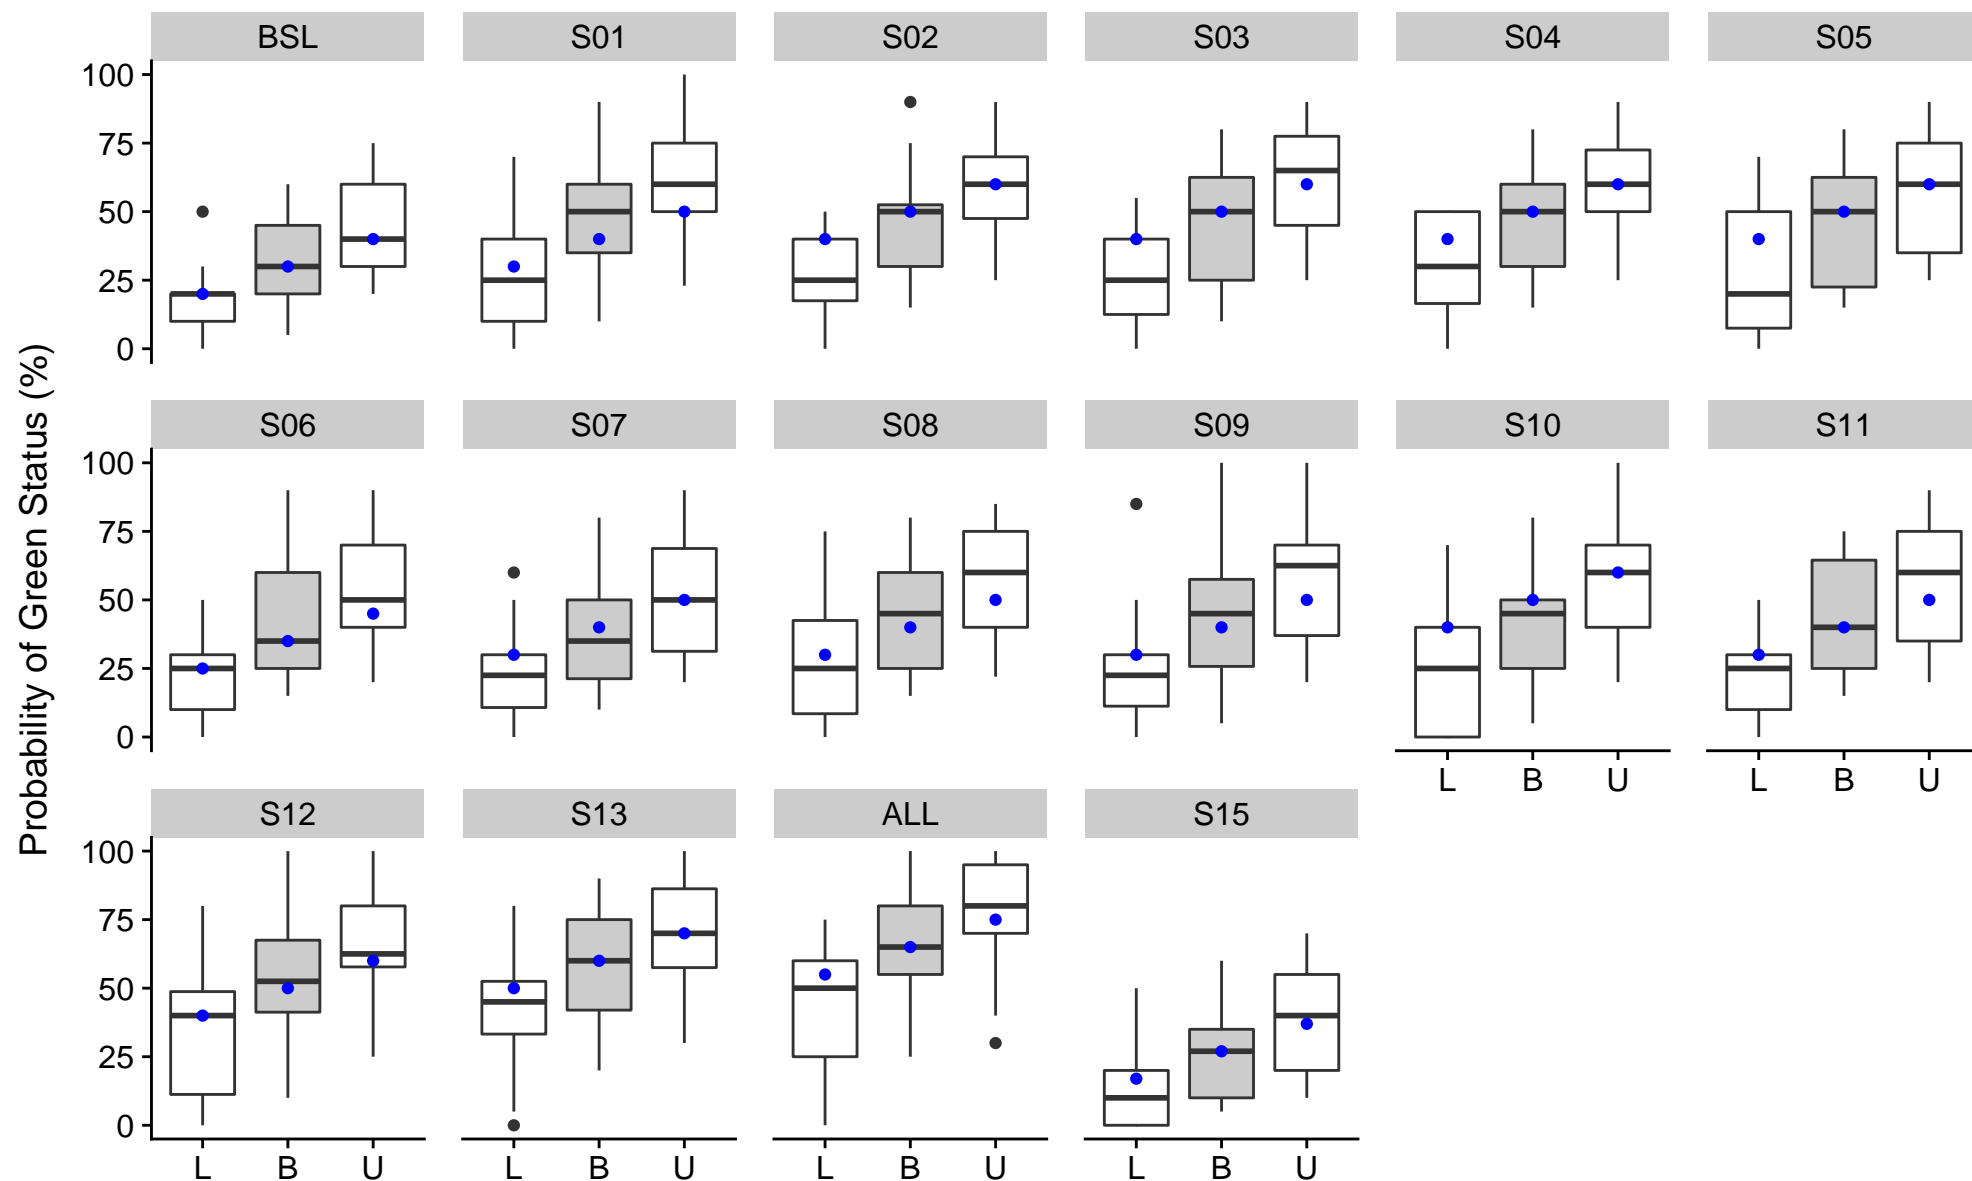 BSL S01 S02 S03 S04 S05
100
75
50
25
0
S06 S07 S08 S09 S10 S11
100
75
50
25
0
L B U L B U
S12 S13 ALL S15
100
75
50
25
0
L B U L B U L B U L B U
Probability of Green Status (%)